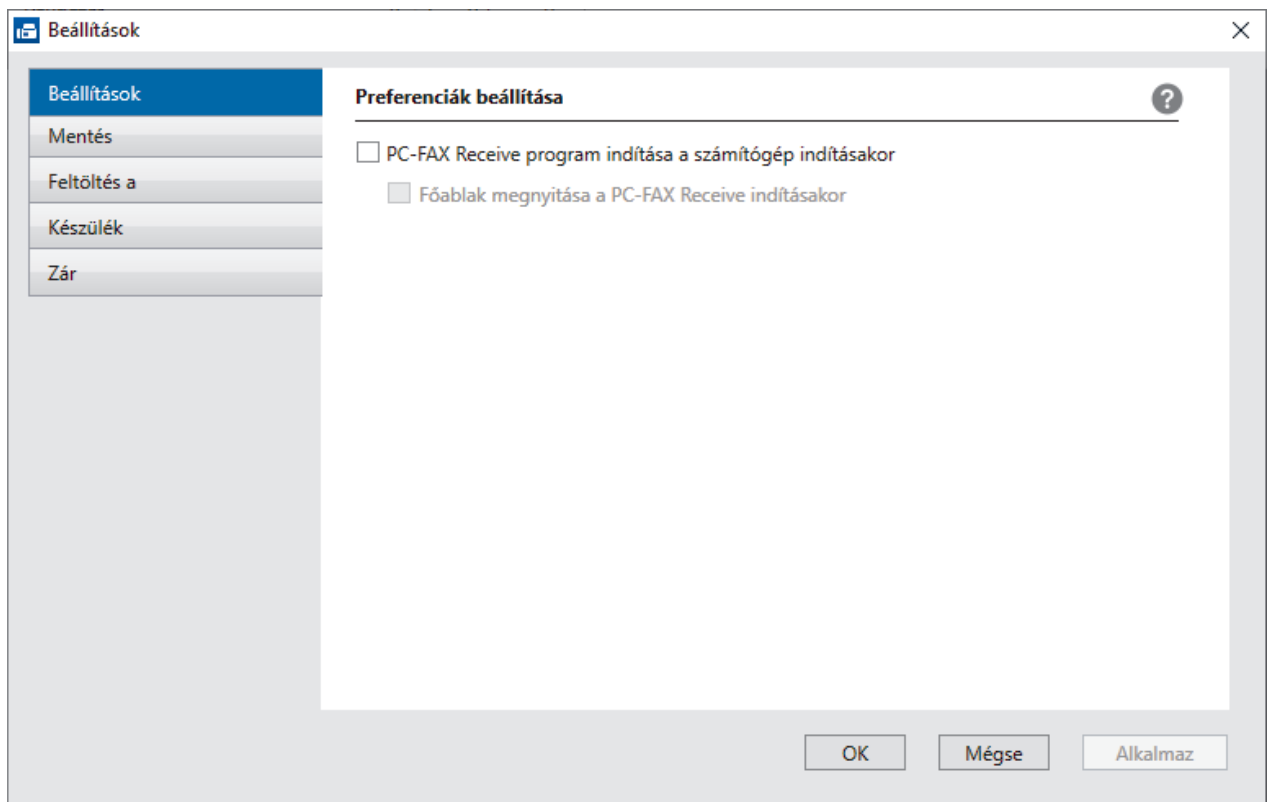 Beállítások
Beállítások
Mentés
Feltöltés a
Készülék
Zár
Preferenciák beállítása
?
PC-FAX Receive program indítása a számítógép indításakor
Főablak megnyitása a PC-FAX Receive indításakor
OK
Mégse
Alkalmaz